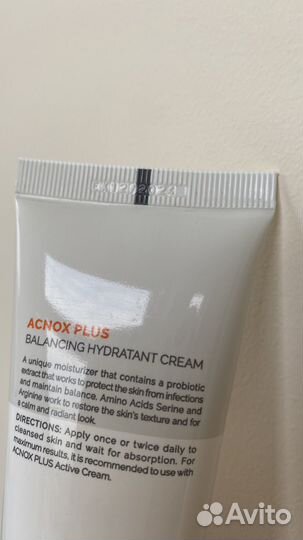 ACNOX PLUS
BALANCING HYDRATANT CREAM
A unique moisturizer that contains a probiotic
extract that works to protect the skin from infections
and maintain balance. Amino Acids Serine and
Arginine work to restore the skin's texture and for
a calm and radiant look.
DIRECTIONS: Apply once or twice daily to
cleansed skin and wait for absorption. For
maximum results, it is recommended to use with
ACNOX PLUS Active Cream.
Avito